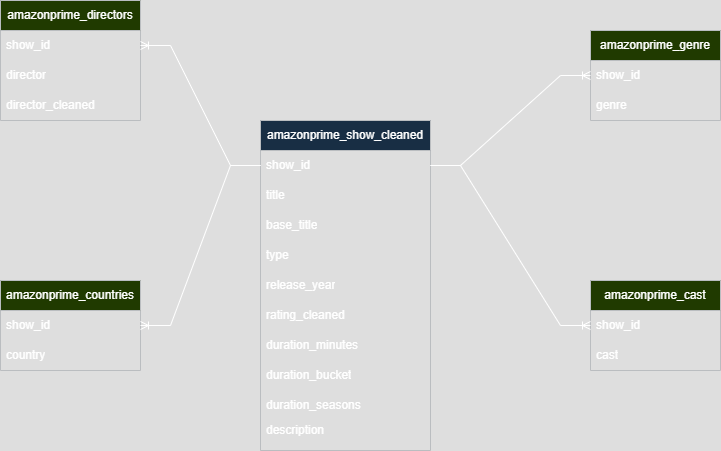 amazonprime_directors
show_id
director
director_cleaned
amazonprime_genre
show_id
genre
amazonprime_show_cleaned
show_id
title
base_title
type
release_year
rating_cleaned
duration_minutes
duration_bucket
duration_seasons
description
amazonprime_countries
show_id
country
amazonprime_cast
show_id
cast